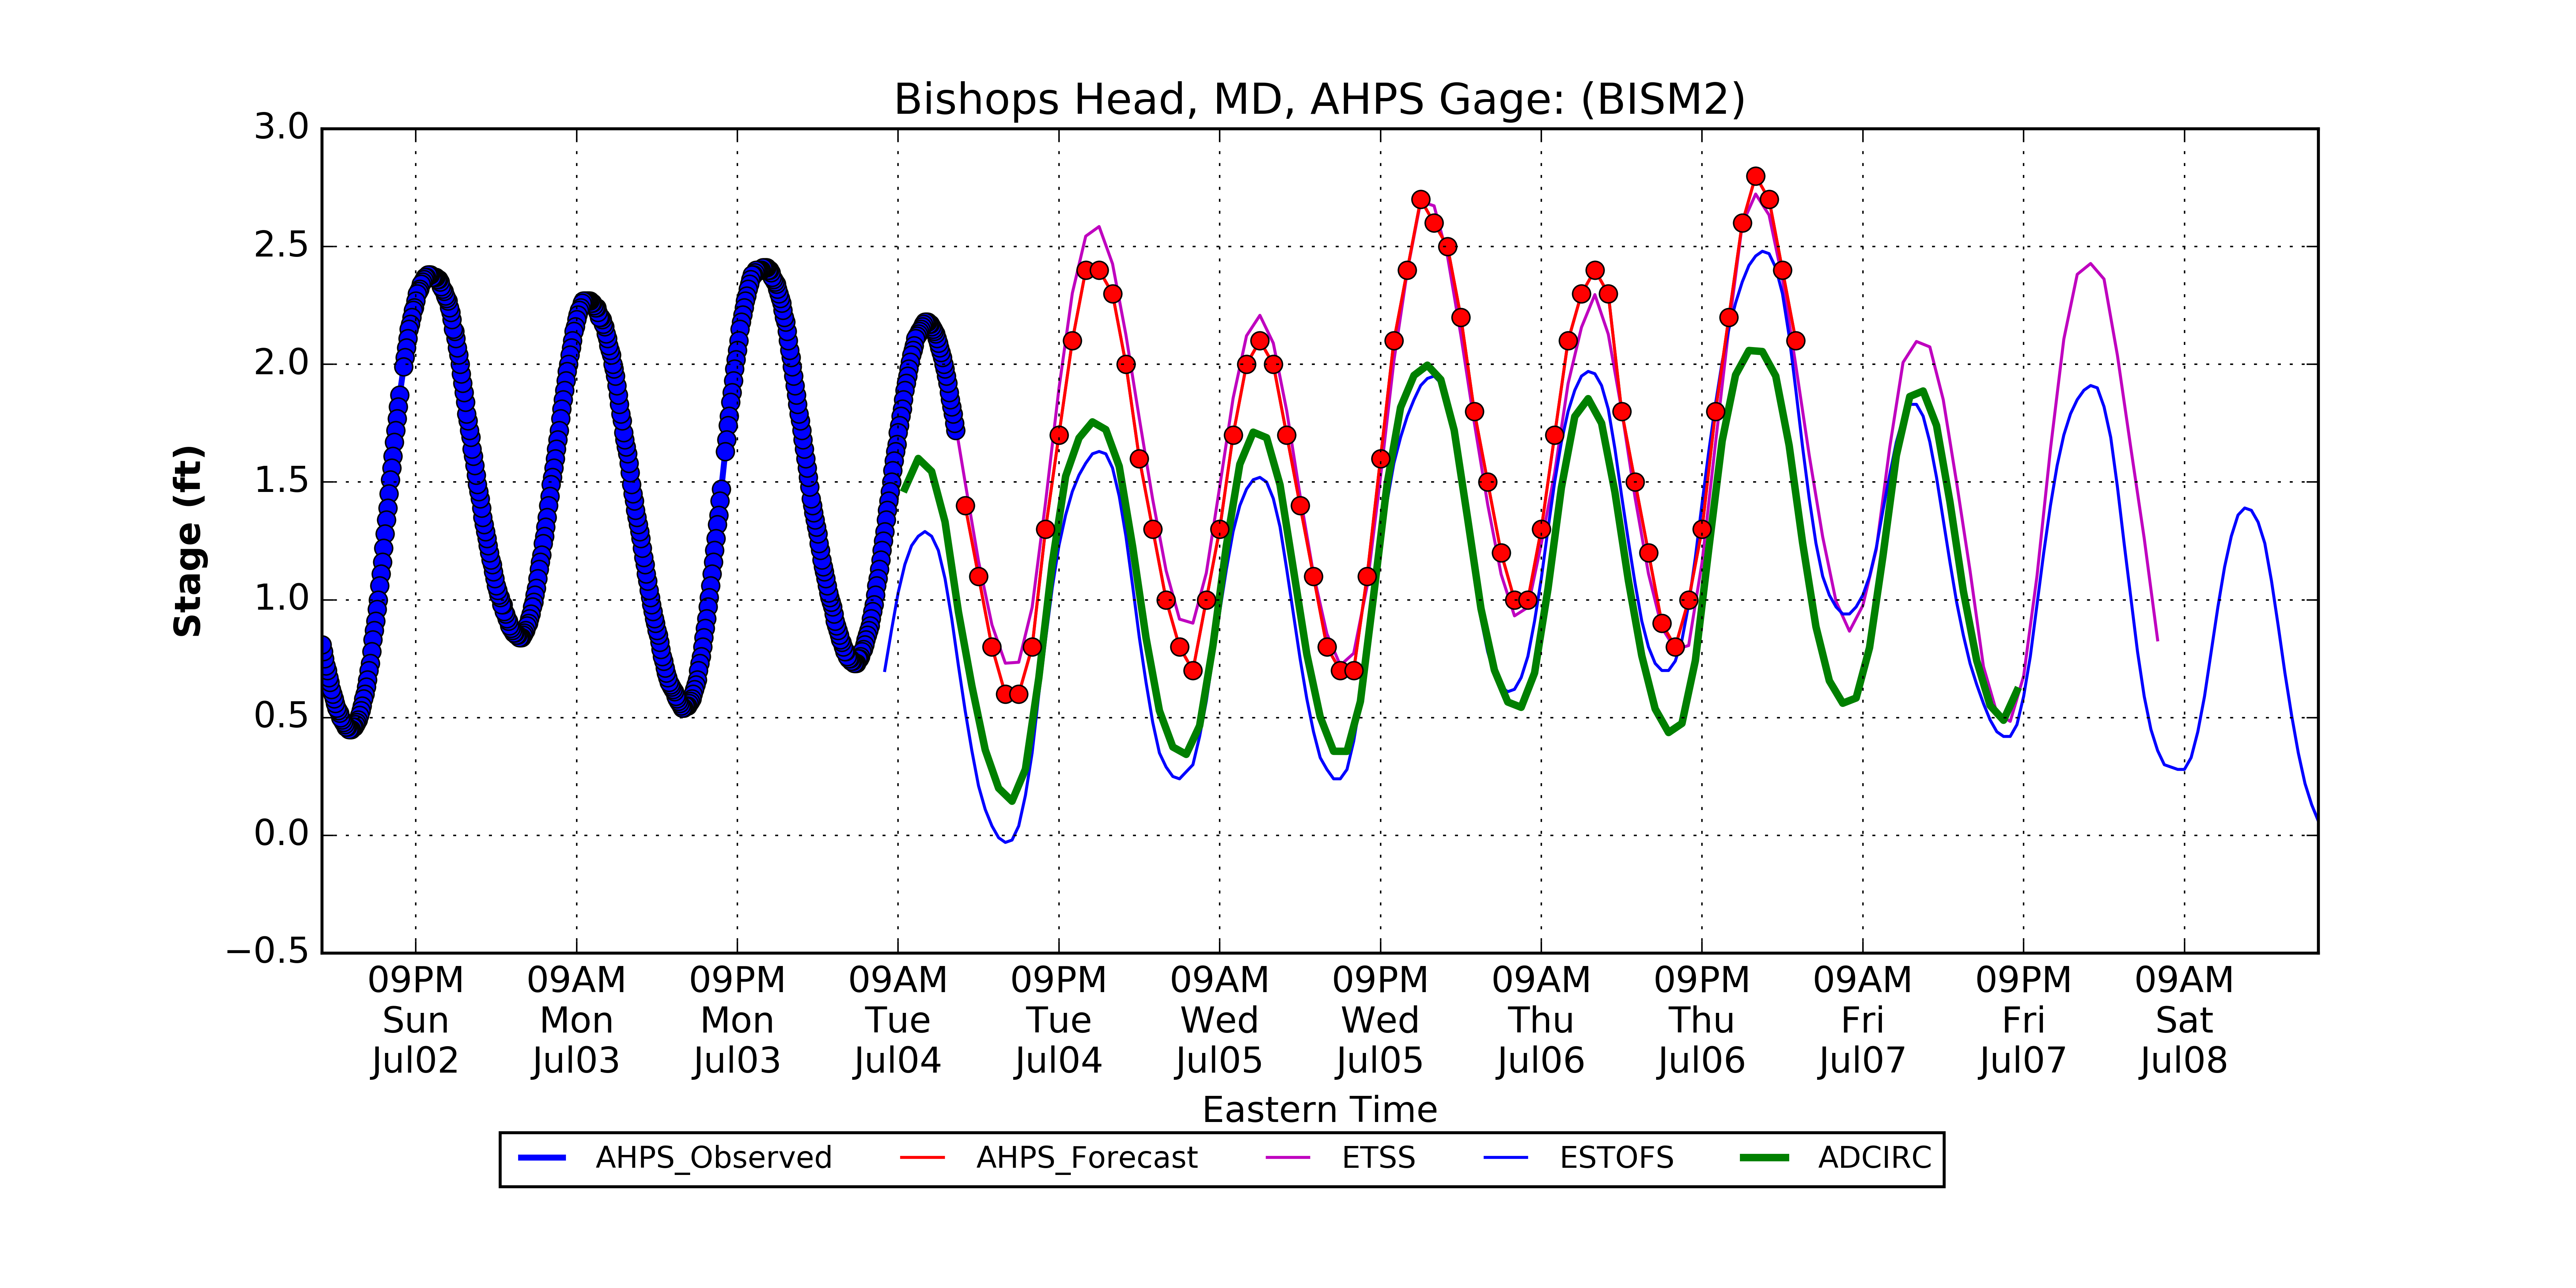 Bishops Head, MD, AHPS Gage: (BISM2)
3.0
2.5
2.0
1.5
1.0
0.5
0.0
−0.5
Stage (ft)
09PM 09AM 09PM 09AM 09PM 09AM 09PM 09AM 09PM 09AM 09PM 09AM
Sun Mon Mon Tue Tue Wed Wed Thu Thu Fri Fri Sat
Jul02 Jul03 Jul03 Jul04 Jul04 Jul05 Jul05 Jul06 Jul06 Jul07 Jul07 Jul08
Eastern Time
AHPS_Observed AHPS_Forecast ETSS ESTOFS ADCIRC